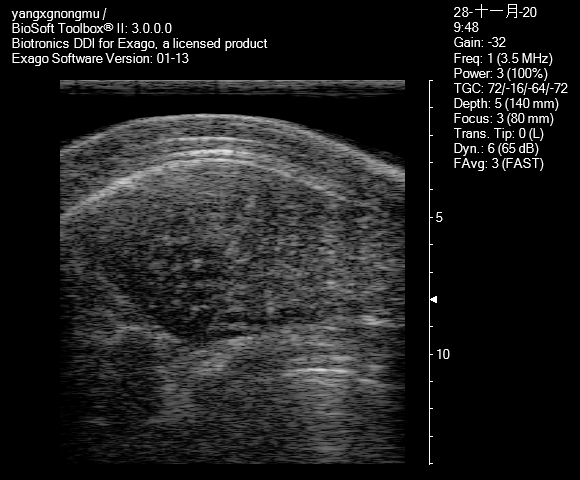 yangxgnongmu /
BioSoft Toolbox® II: 3.0.0.0
Biotronics DDI for Exago, a licensed product
Exago Software Version: 01-13
28-十一月-20
9:48
Gain: -32
Freq: 1 (3.5 MHz)
Power: 3 (100%)
TGC: 72/-16/-64/-72
Depth: 5 (140 mm)
Focus: 3 (80 mm)
Trans. Tip: 0 (L)
Dyn.: 6 (65 dB)
FAvg: 3 (FAST)
5
10